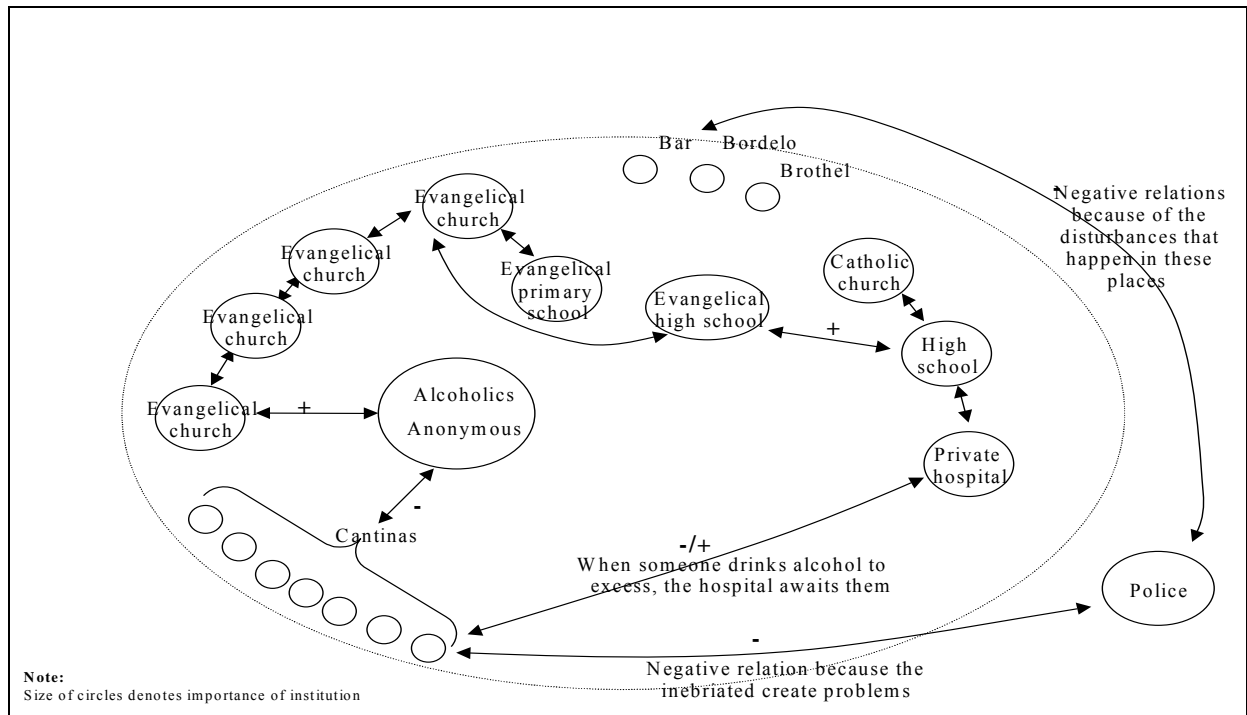 Bar
Bordelo
Brothel
-
Negative relations
because of the
disturbances that
happen in these
places
Evangelical
church
Evangelical
church
Evangelical
primary
school
Catholic
church
Evangelical
high school
+
Evangelical
church
High
school
Evangelical
church
+
Alcoholics
Anonymous
Private
hospital
-
Cantinas
-/+
When someone drinks alcohol to
excess, the hospital awaits them
Police
-
Negative relation because the
inebriated create problems
Note:
Size of circles denotes importance of institution